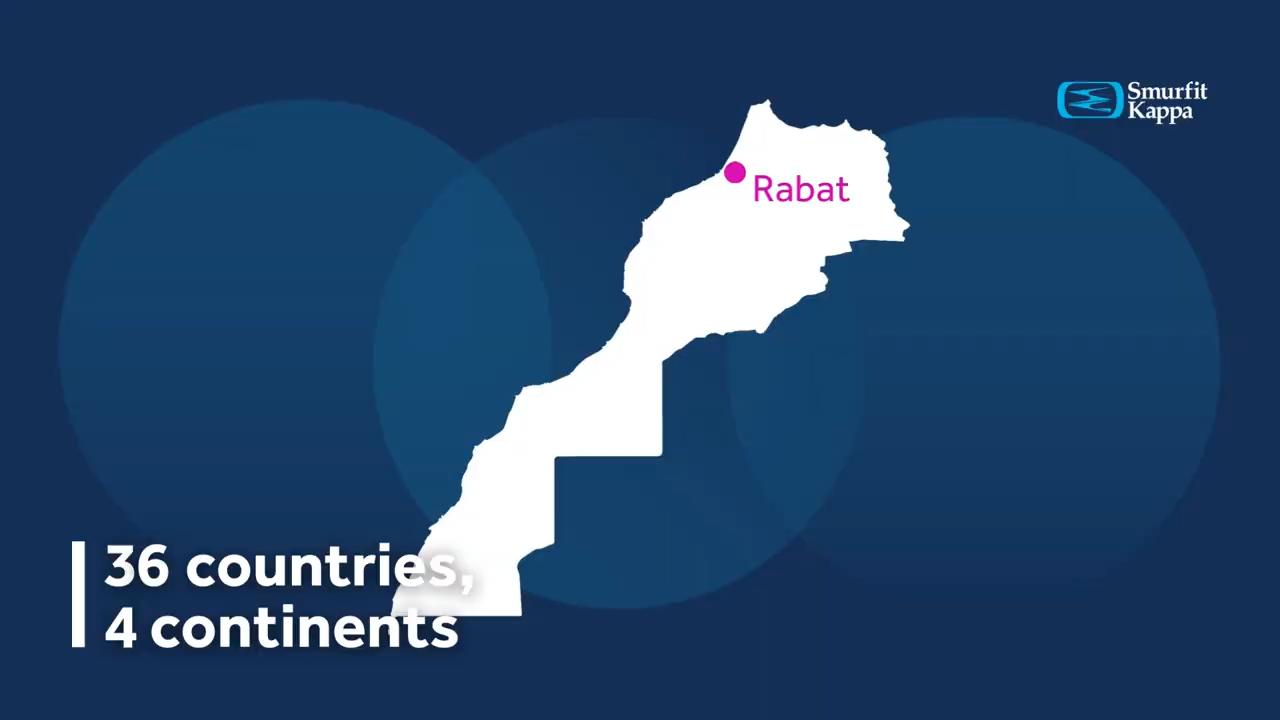 Smurfit
Kappa
Rabat
36 countries,
4 continents